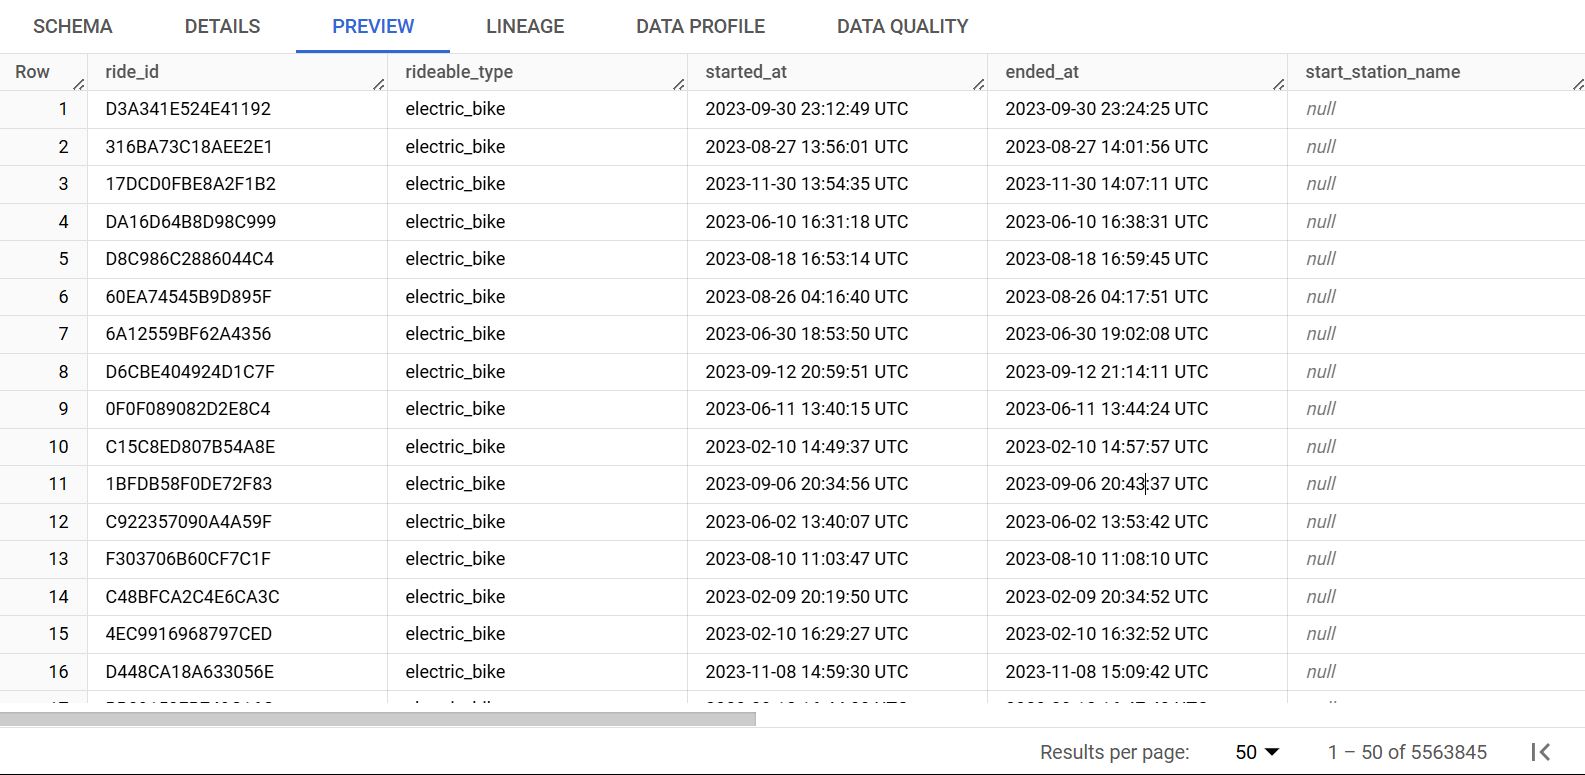 SCHEMA DETAILS PREVIEW LINEAGE DATA PROFILE DATA QUALITY
Row ride_id rideable_type started_at ended_at start_station_name
1 D3A341E524E41192 electric_bike 2023-09-30 23:12:49 UTC 2023-09-30 23:24:25 UTC null
2 316BA73C18AEE2E1 electric_bike 2023-08-27 13:56:01 UTC 2023-08-27 14:01:56 UTC null
3 17DCD0FBE8A2F1B2 electric_bike 2023-11-30 13:54:35 UTC 2023-11-30 14:07:11 UTC null
4 DA16D64B8D98C999 electric_bike 2023-06-10 16:31:18 UTC 2023-06-10 16:38:31 UTC null
5 D8C986C2886044C4 electric_bike 2023-08-18 16:53:14 UTC 2023-08-18 16:59:45 UTC null
6 60EA74545B9D895F electric_bike 2023-08-26 04:16:40 UTC 2023-08-26 04:17:51 UTC null
7 6A12559BF62A4356 electric_bike 2023-06-30 18:53:50 UTC 2023-06-30 19:02:08 UTC null
8 D6CBE404924D1C7F electric_bike 2023-09-12 20:59:51 UTC 2023-09-12 21:14:11 UTC null
9 0F0F089082D2E8C4 electric_bike 2023-06-11 13:40:15 UTC 2023-06-11 13:44:24 UTC null
10 C15C8ED807B54A8E electric_bike 2023-02-10 14:49:37 UTC 2023-02-10 14:57:57 UTC null
11 1BFDB58F0DE72F83 electric_bike 2023-09-06 20:34:56 UTC 2023-09-06 20:43:37 UTC null
12 C922357090A4A59F electric_bike 2023-06-02 13:40:07 UTC 2023-06-02 13:53:42 UTC null
13 F303706B60CF7C1F electric_bike 2023-08-10 11:03:47 UTC 2023-08-10 11:08:10 UTC null
14 C48BFCA2C4E6CA3C electric_bike 2023-02-09 20:19:50 UTC 2023-02-09 20:34:52 UTC null
15 4EC9916968797CED electric_bike 2023-02-10 16:29:27 UTC 2023-02-10 16:32:52 UTC null
16 D448CA18A633056E electric_bike 2023-11-08 14:59:30 UTC 2023-11-08 15:09:42 UTC null
Results per page: 50 1 – 50 of 5563845